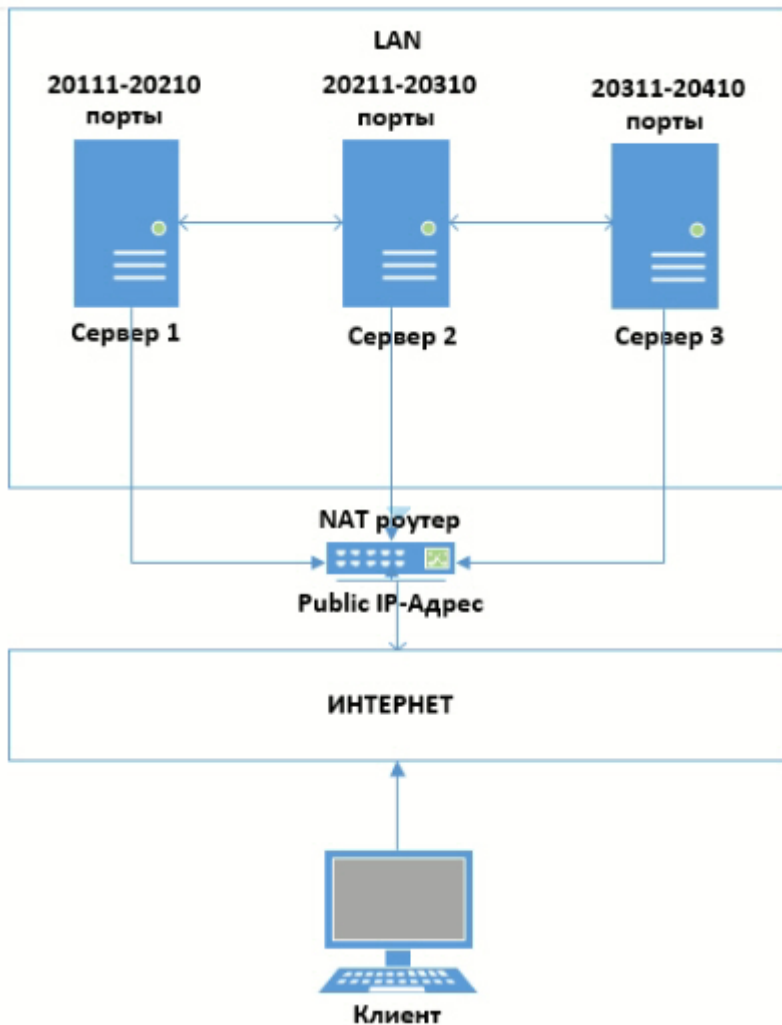 LAN
20111-20210
порты
20211-20310
порты
20311-20410
порты
Сервер 1
Сервер 2
Сервер 3
NAT роутер
Public IP-Адрес
ИНТЕРНЕТ
Клиент